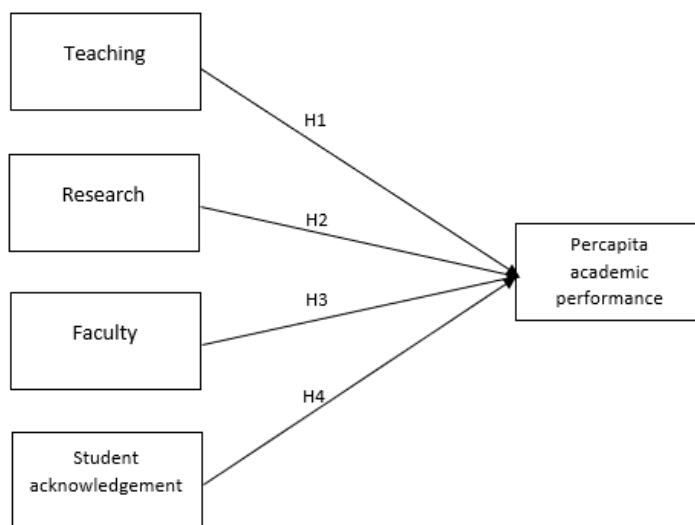 Teaching
H1
Research
H2
Percapita
academic
performance
H3
Faculty
H4
Student
acknowledgement